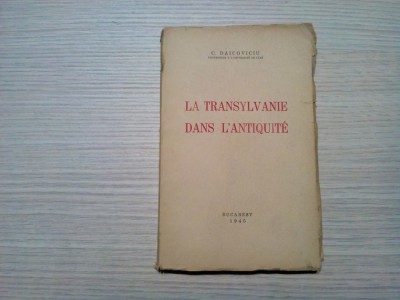 C. DAICOVICIU
LA TRANSYLVANIE
DANS L'ANTIQUITÉ
BUCAREST